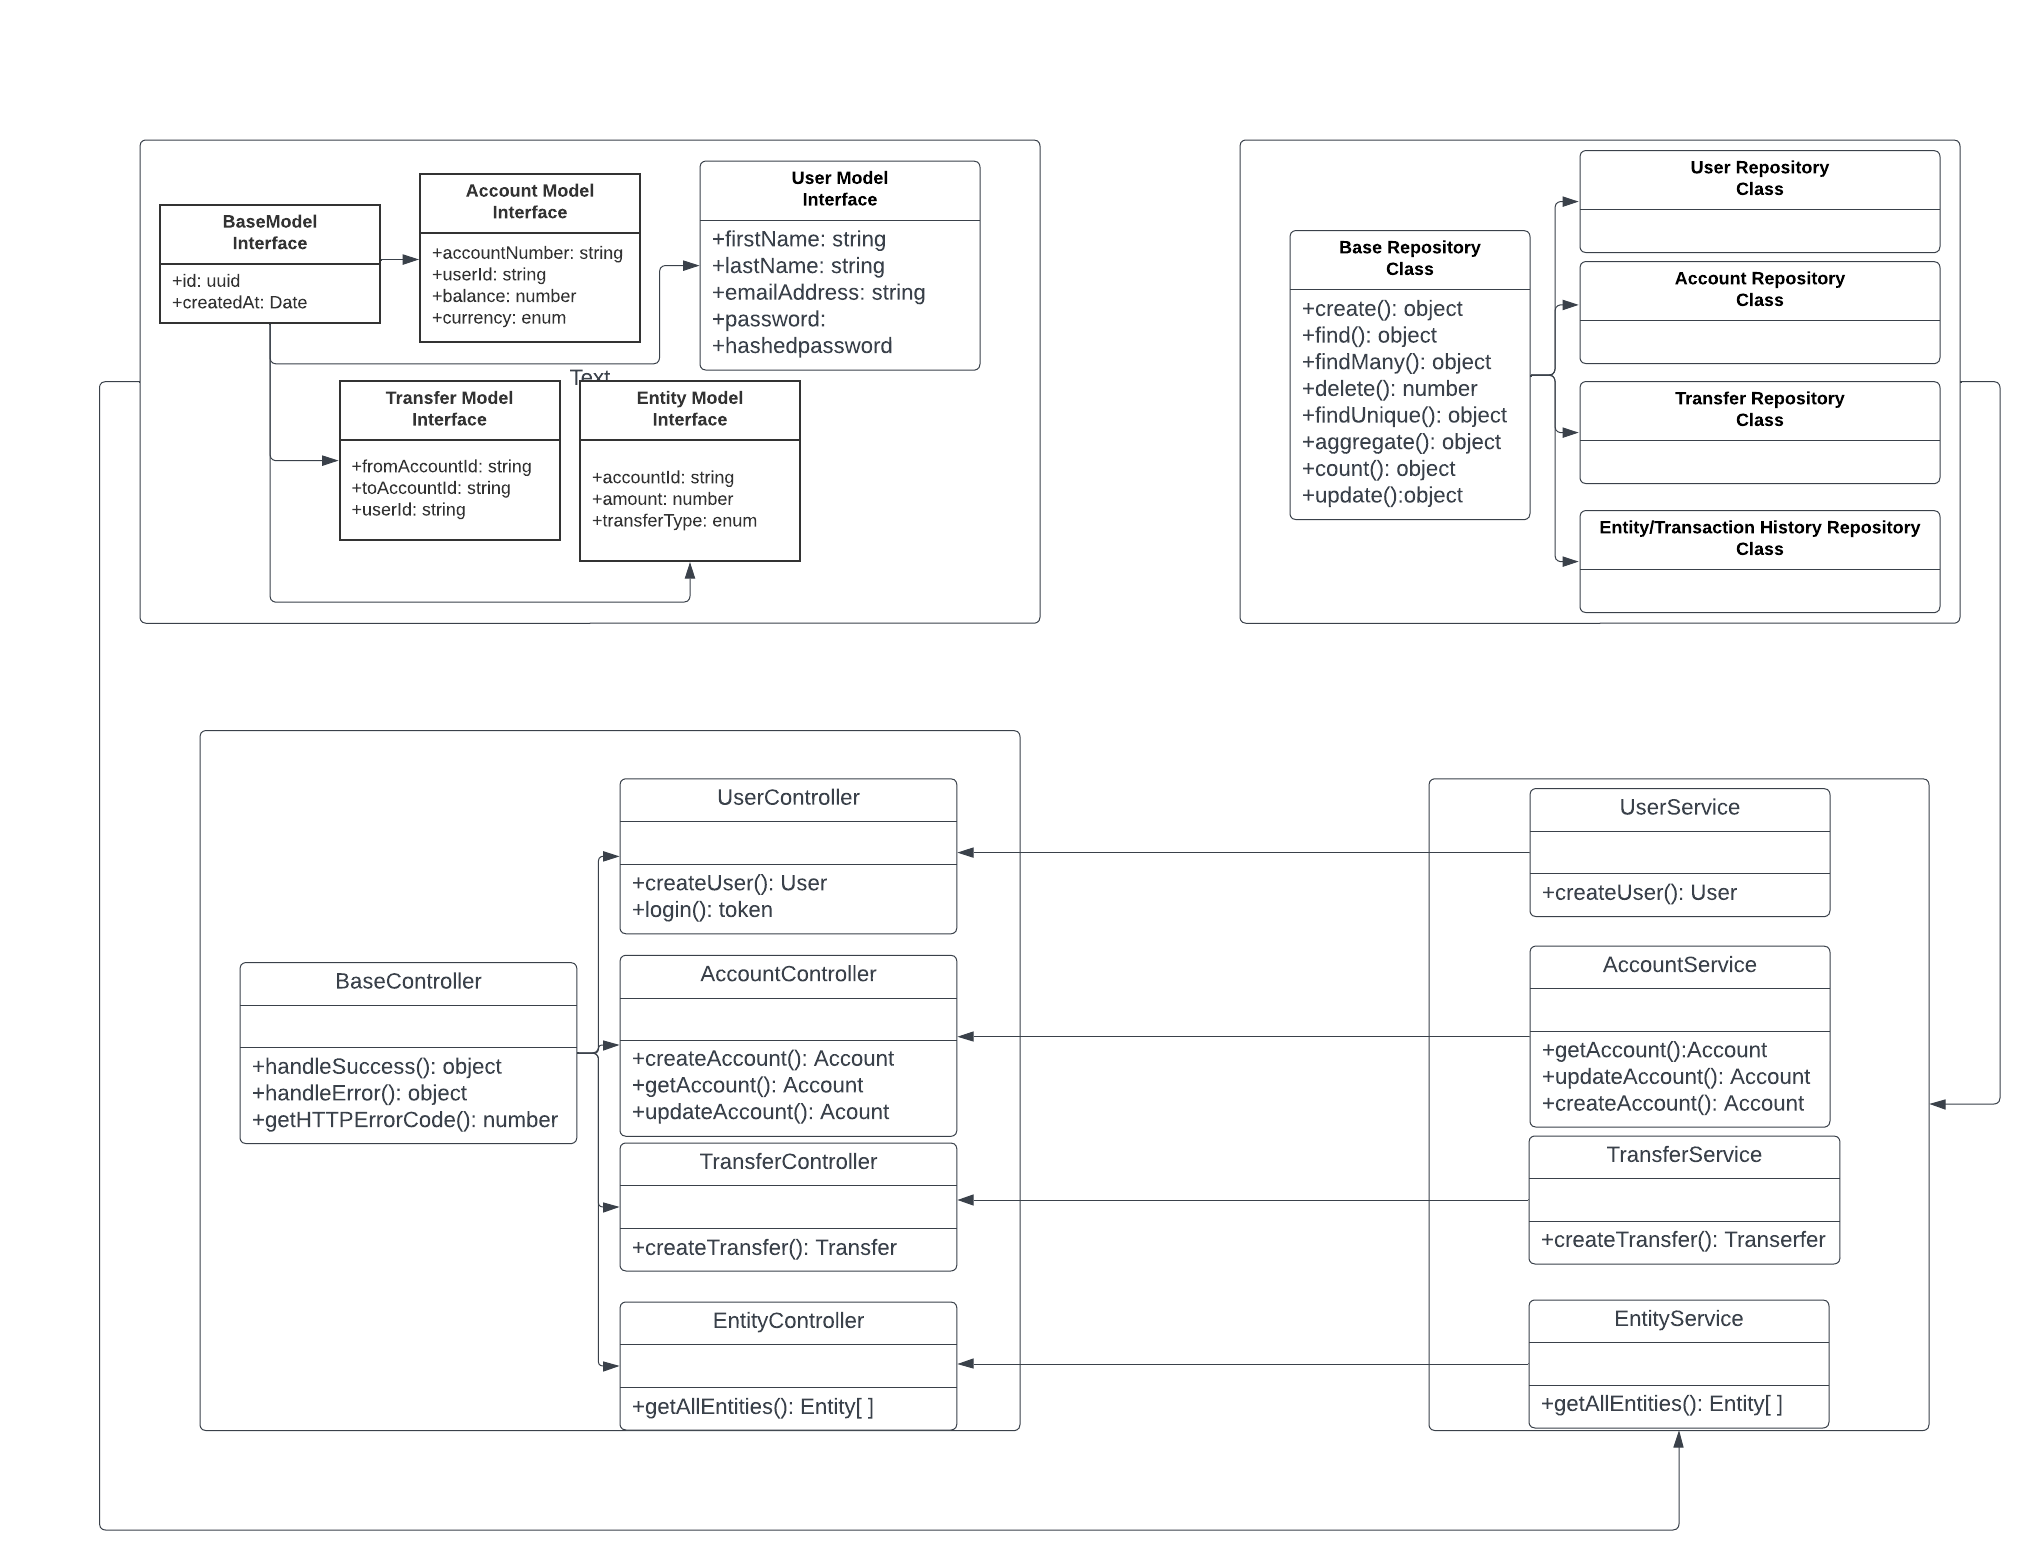 BaseModel
Interface
+id: uuid
+createdAt: Date
Account Model
Interface
+accountNumber: string
+userId: string
+balance: number
+currency: enum
User Model
Interface
+firstName: string
+lastName: string
+emailAddress: string
+password:
+hashedpassword
Text
Transfer Model
Interface
+fromAccountId: string
+toAccountId: string
+userId: string
Entity Model
Interface
+accountId: string
+amount: number
+transferType: enum
Base Repository
Class
+create(): object
+find(): object
+findMany(): object
+delete(): number
+findUnique(): object
+aggregate(): object
+count(): object
+update():object
User Repository
Class
Account Repository
Class
Transfer Repository
Class
Entity/Transaction History Repository
Class
BaseController
+handleSuccess(): object
+handleError(): object
+getHTTPErrorCode(): number
UserController
+createUser(): User
+login(): token
AccountController
+createAccount(): Account
+getAccount(): Account
+updateAccount(): Acount
TransferController
+createTransfer(): Transfer
EntityController
+getAllEntities(): Entity[ ]
UserService
+createUser(): User
AccountService
+getAccount():Account
+updateAccount(): Account
+createAccount(): Account
TransferService
+createTransfer(): Transerfer
EntityService
+getAllEntities(): Entity[ ]